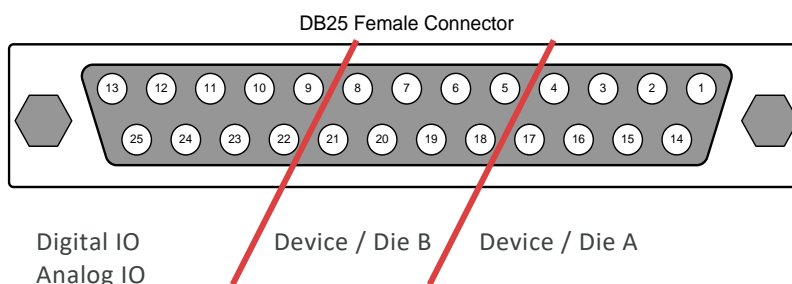 DB25 Female Connector
13 12 11 10 9 8 7 6 5 4 3 2 1
25 24 23 22 21 20 19 18 17 16 15 14
Digital IO Device / Die B Device / Die A
Analog IO